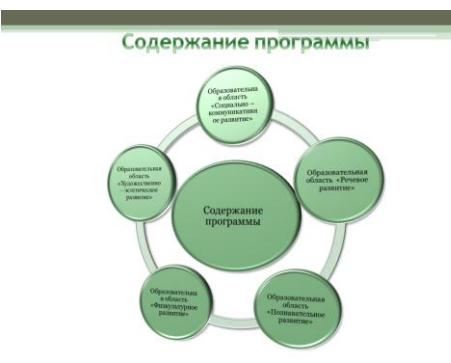 Содержание программы
Образовательна
я область
«Социально –
коммуникативн
ое развитие»
Образовательная
область «Речевое
развитие»
Содержание
программы
Образовательная
область
«Художественно
–эстетическое
развитие»
Образовательна
я область
«Физкультурное
развитие»
Образовательная
область
«Познавательное
развитие»